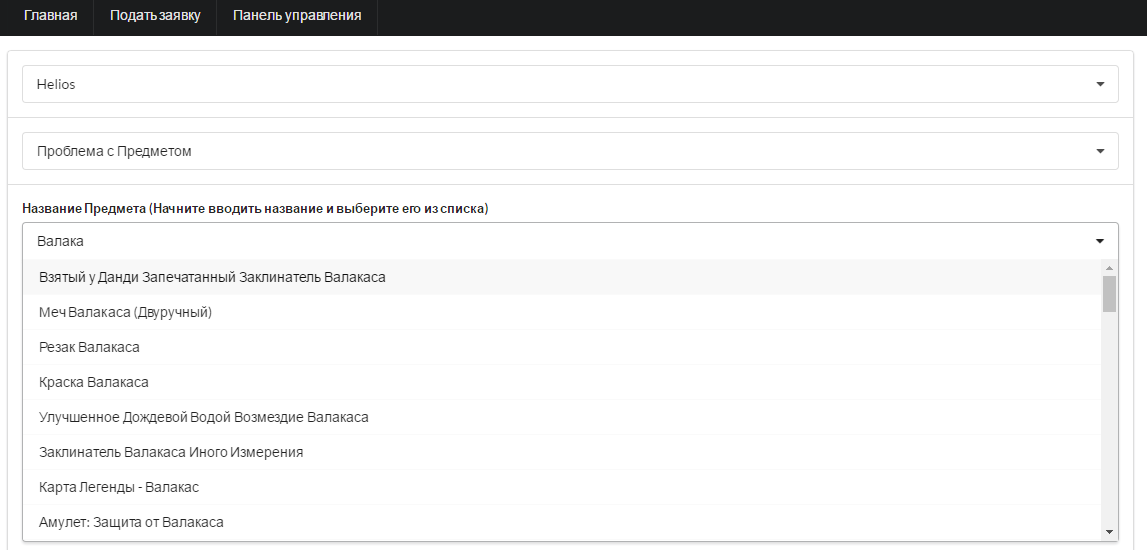 Главная Подать заявку Панель управления
Helios
Проблема с Предметом
Название Предмета (Начните вводить название и выберите его из списка)
Валака
Взятый у Данди Запечатанный Заклинатель Валакаса
Меч Валакаса (Двуручный)
Резак Валакаса
Краска Валакаса
Улучшенное Дождевой Водой Возмездие Валакаса
Заклинатель Валакаса Иного Измерения
Карта Легенды - Валакас
Амулет: Защита от Валакаса